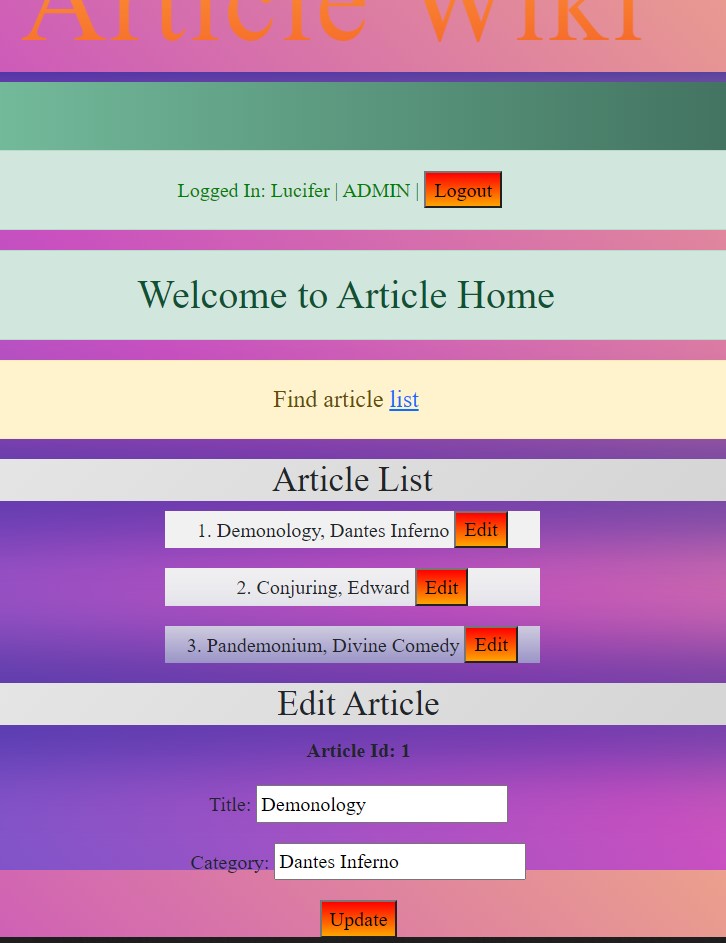 Article Wiki
Logged In: Lucifer | ADMIN | Logout
Welcome to Article Home
Find article list
Article List
1. Demonology, Dantes Inferno Edit
2. Conjuring, Edward Edit
3. Pandemonium, Divine Comedy Edit
Edit Article
Article Id: 1
Title: Demonology
Category: Dantes Inferno
Update